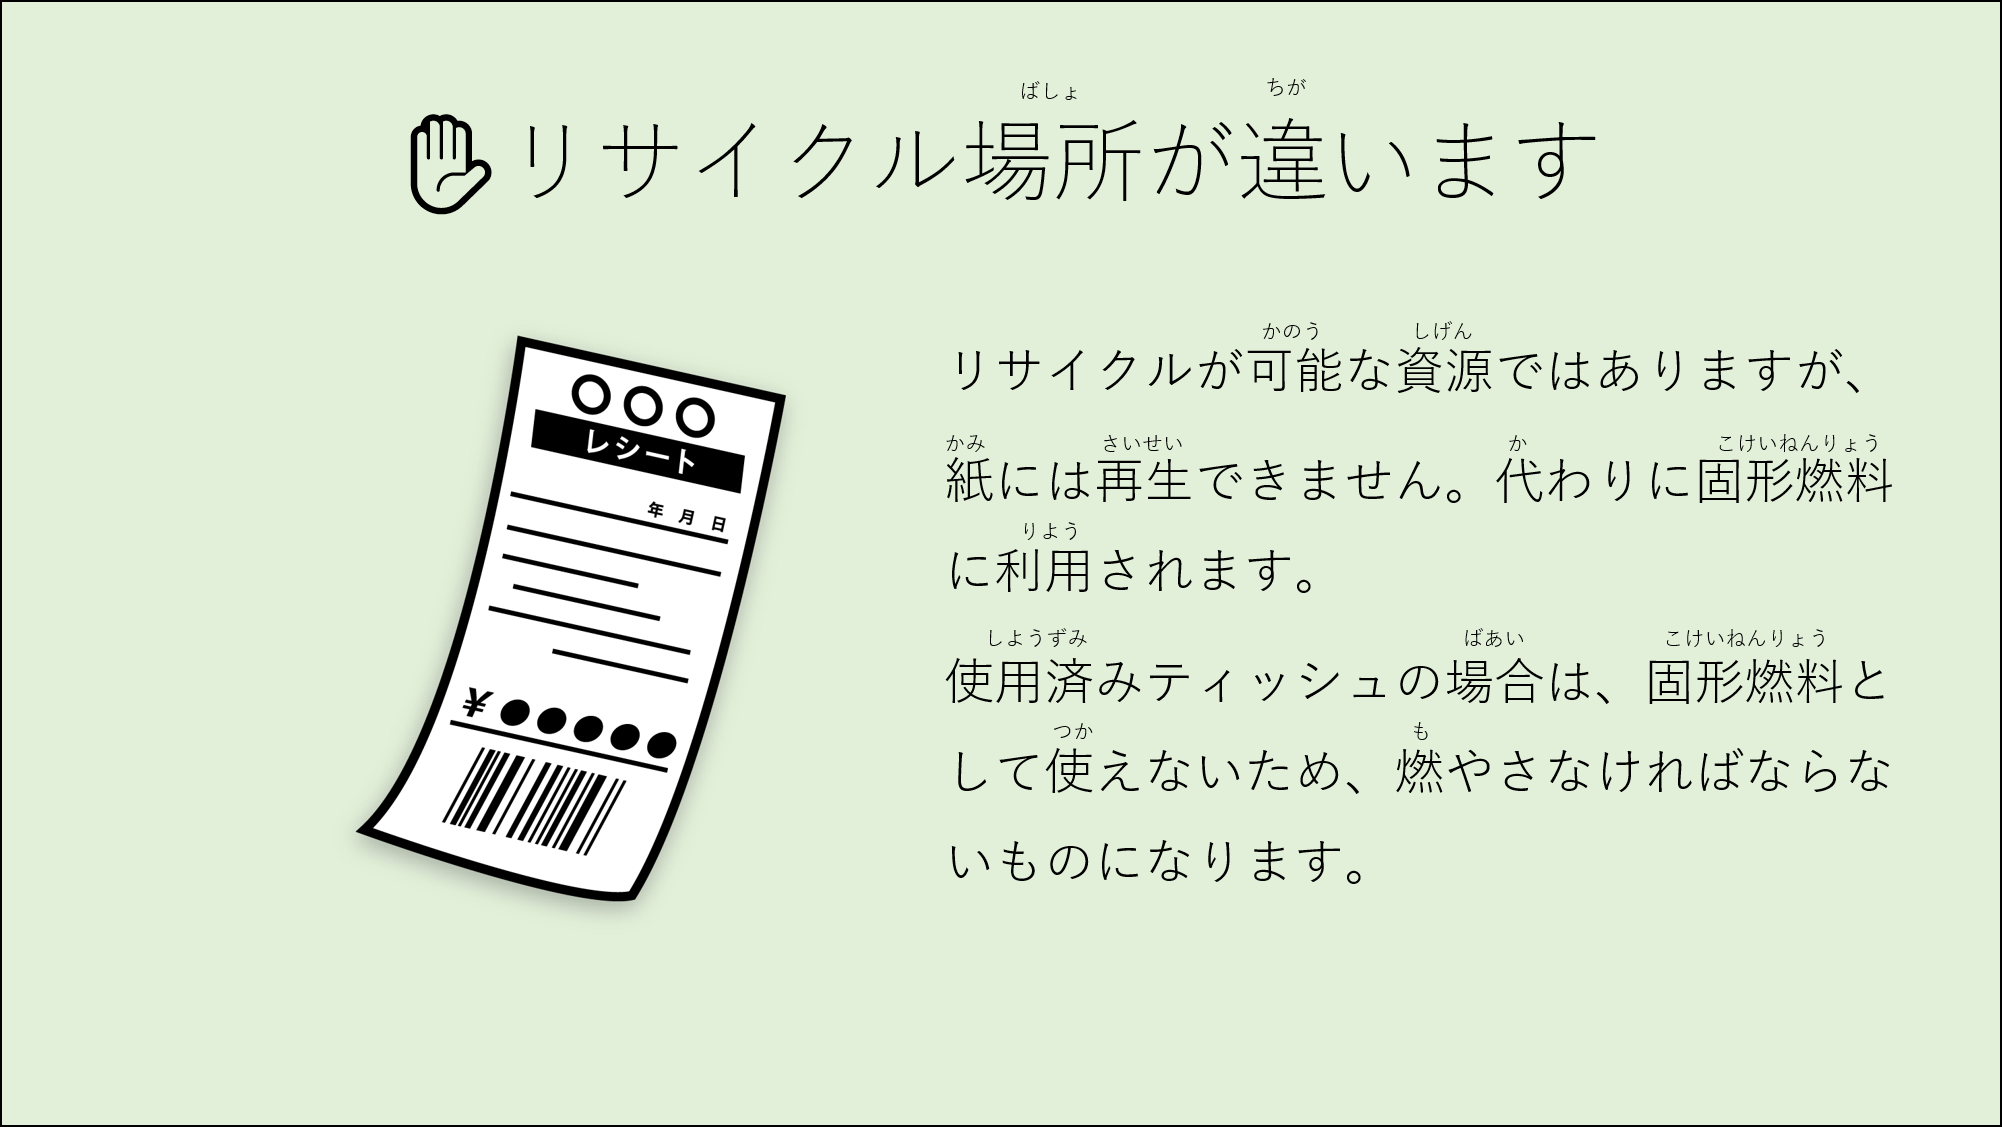 ばしょ ちが
リサイクル場所が違います
〇〇〇
レシート
年 月 日
¥●●●●●
かのう しげん
リサイクルが可能な資源ではありますが、
かみ さいせい か こけいねんりょう
紙には再生できません。代わりに固形燃料
りよう
に利用されます。
しようずみ ばあい こけいねんりょう
使用済みティッシュの場合は、固形燃料と
つか も
して使えないため、燃やさなければならな
いものになります。